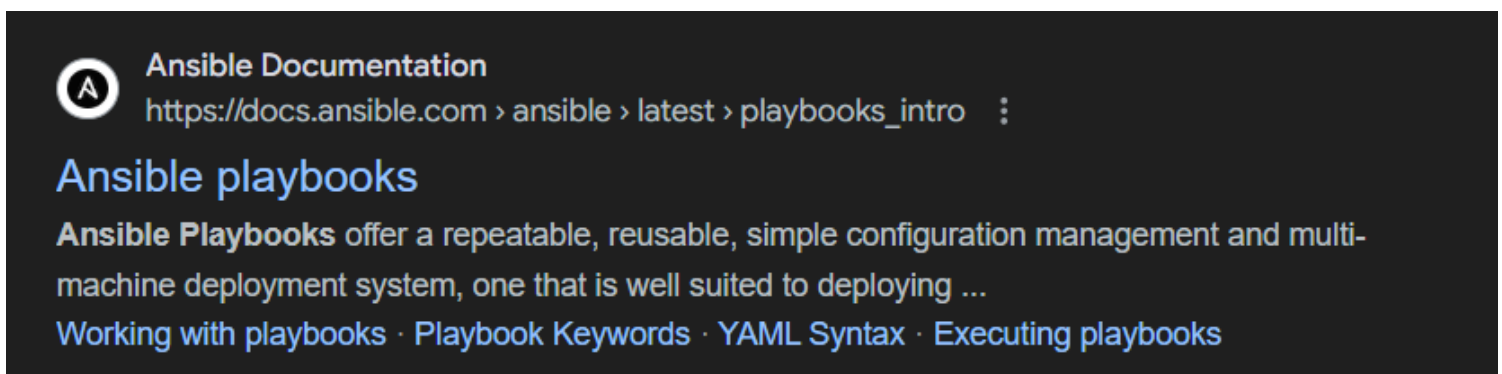 Ansible Documentation
https://docs.ansible.com › ansible › latest › playbooks_intro
Ansible playbooks
Ansible Playbooks offer a repeatable, reusable, simple configuration management and multi-
machine deployment system, one that is well suited to deploying ...
Working with playbooks · Playbook Keywords · YAML Syntax · Executing playbooks